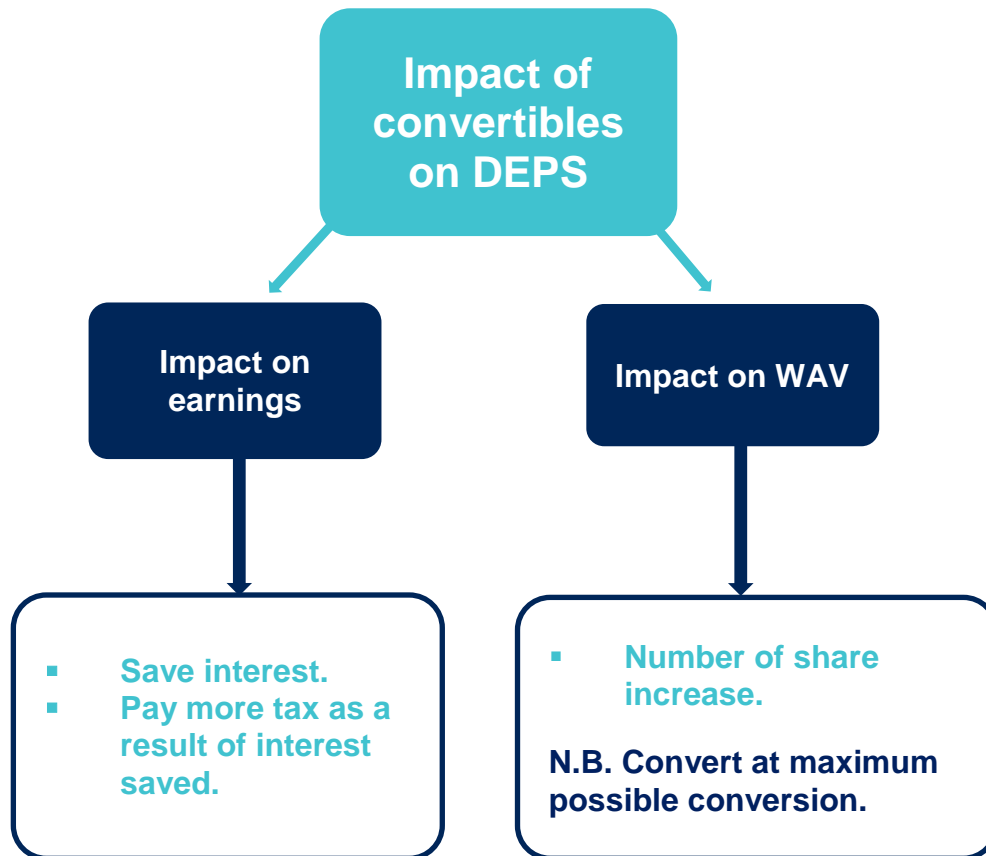 Impact of
convertibles
on DEPS
Impact on
earnings
Impact on WAV
▪ Save interest.
▪ Pay more tax as a
result of interest
saved.
▪ Number of share
increase.
N.B. Convert at maximum
possible conversion.